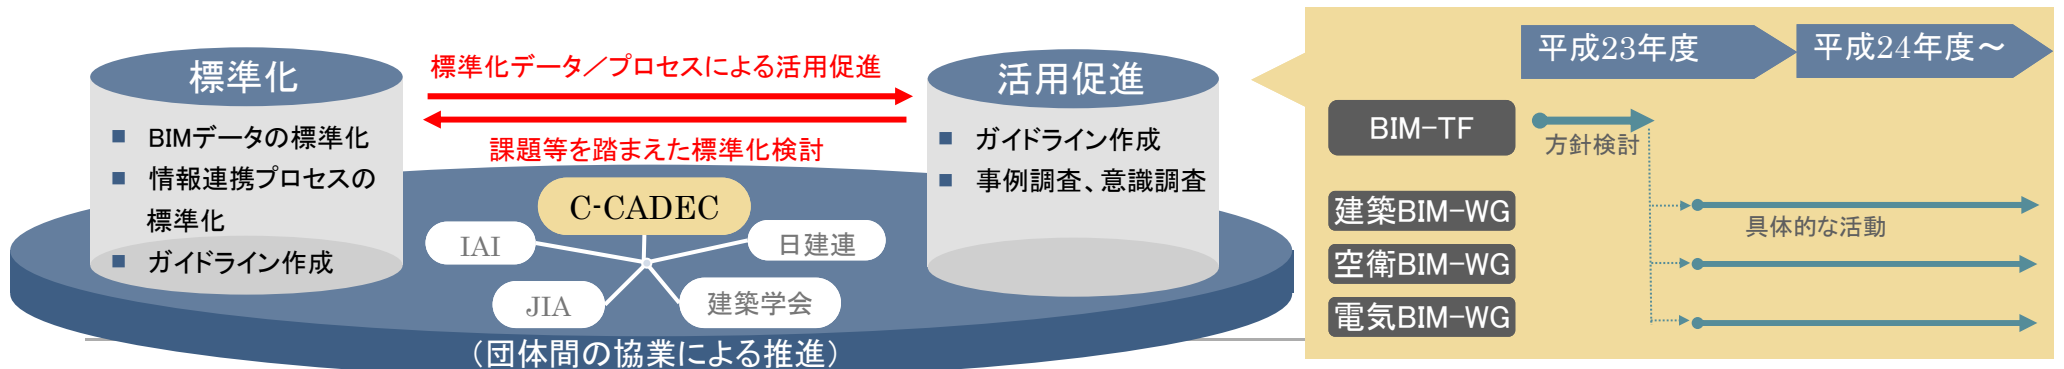 標準化
■ BIMデータの標準化
■ 情報連携プロセスの
標準化
■ ガイドライン作成
標準化データ／プロセスによる活用促進
課題等を踏まえた標準化検討
活用促進
■ ガイドライン作成
■ 事例調査、意識調査
C-CADEC
IAI
日建連
JIA
建築学会
（団体間の協業による推進）
平成23年度
平成24年度～
BIM-TF
方針検討
建築BIM-WG
具体的な活動
空衛BIM-WG
電気BIM-WG